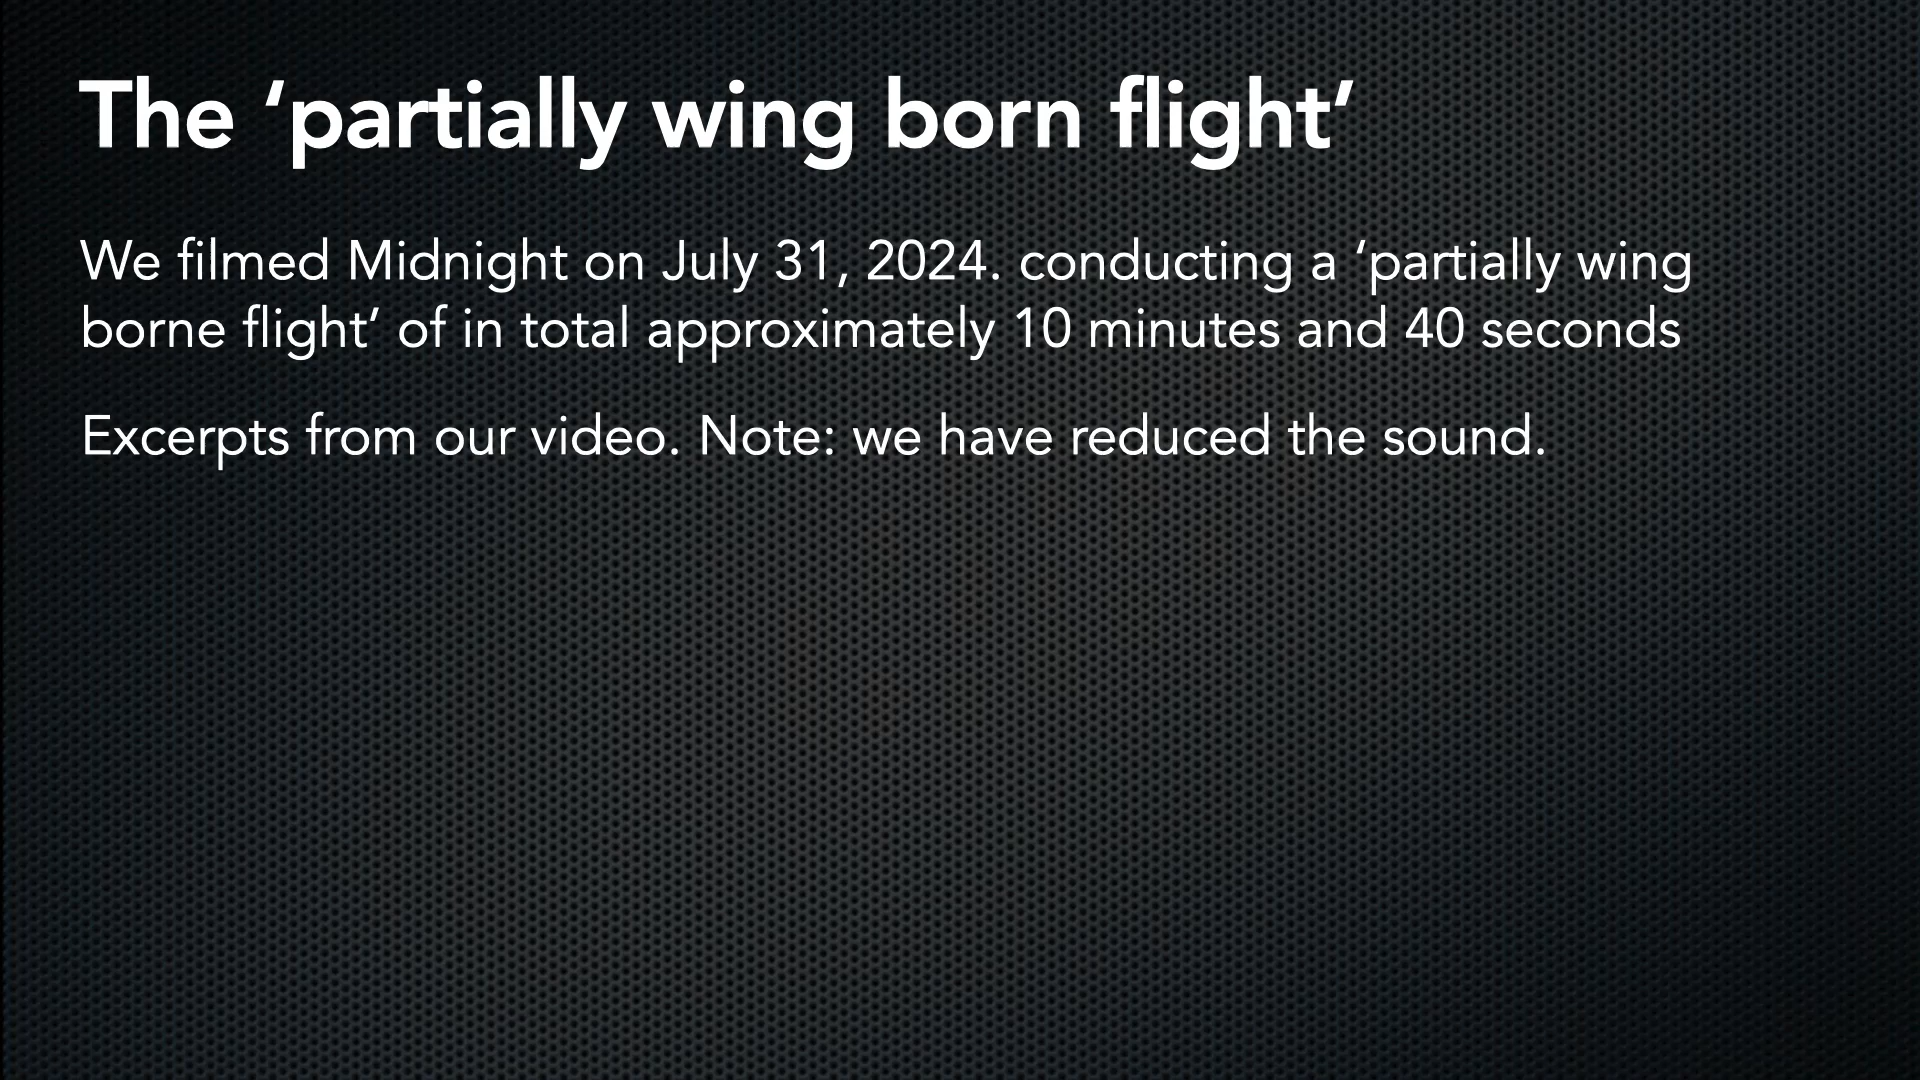 The ‘partially wing born flight’
We filmed Midnight on July 31, 2024. conducting a ‘partially wing
borne flight’ of in total approximately 10 minutes and 40 seconds
Excerpts from our video. Note: we have reduced the sound.